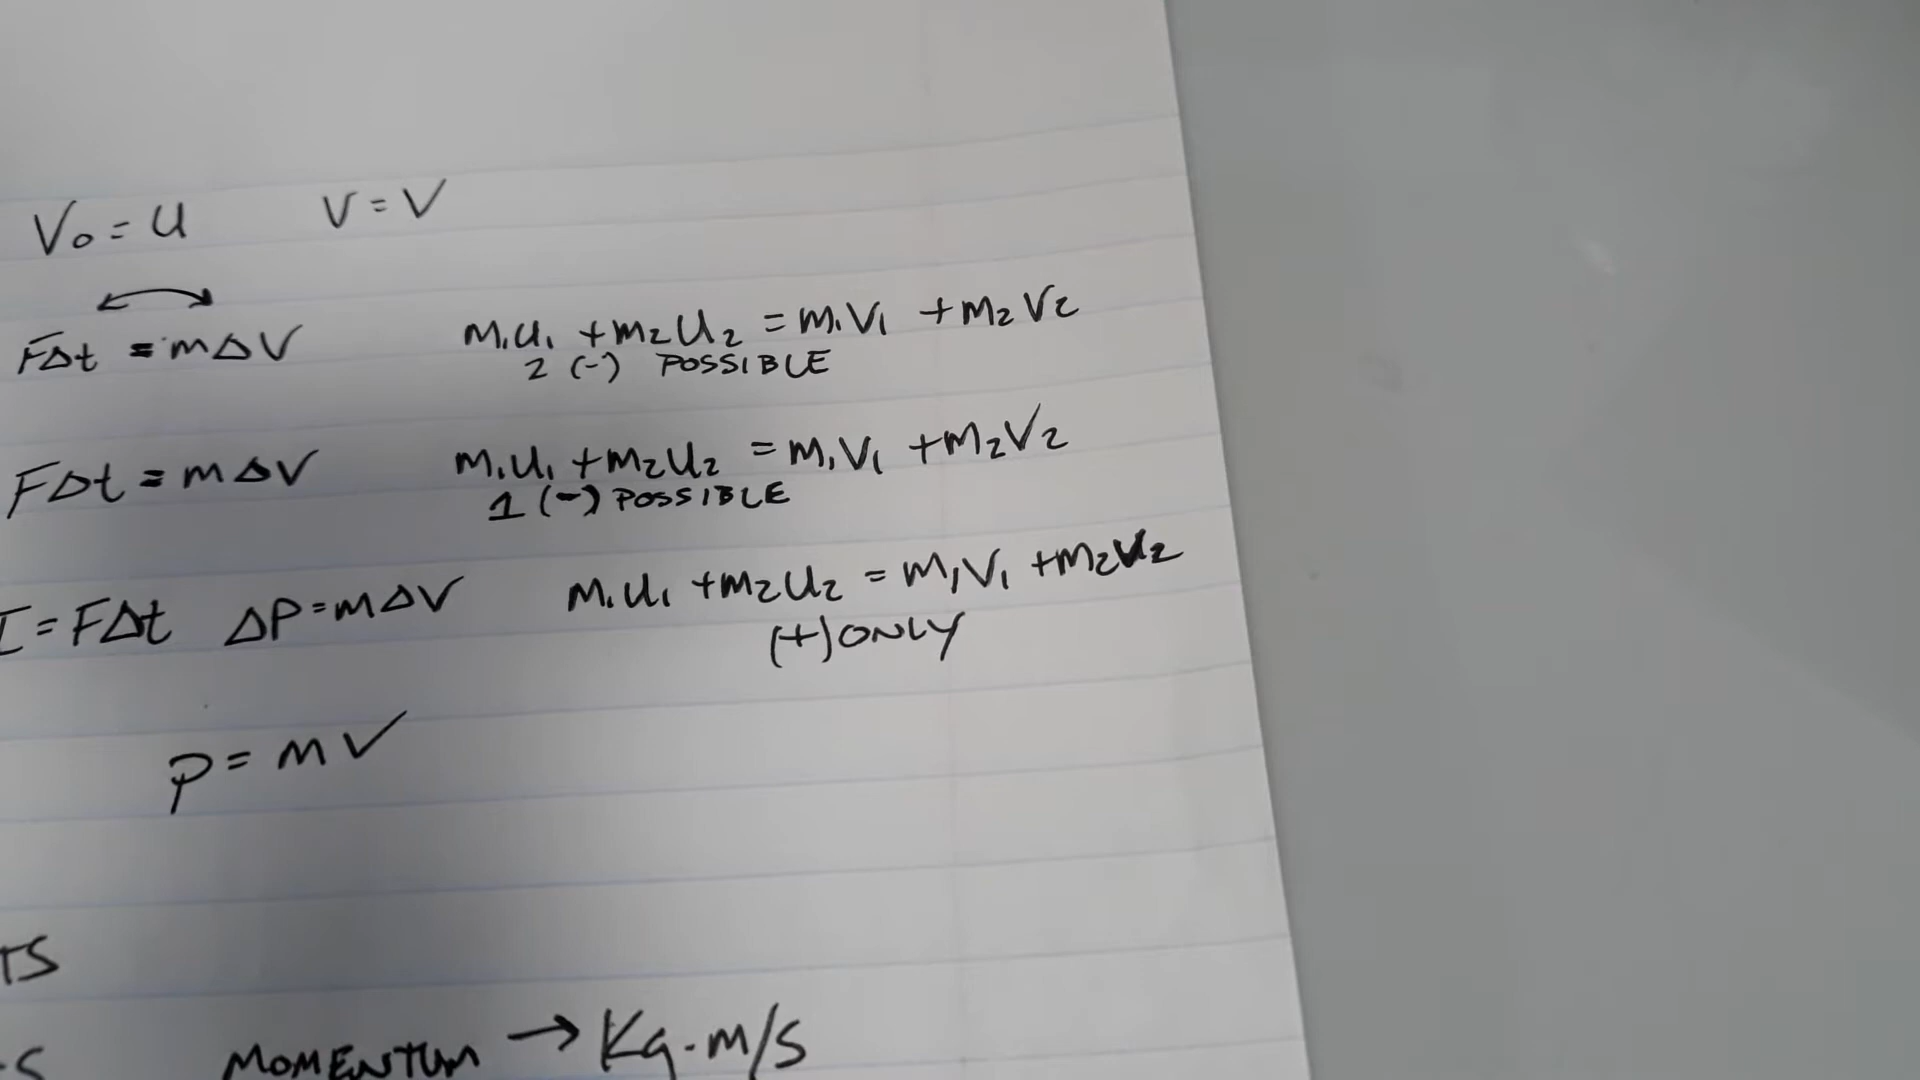 V₀ = U V = V
FΔt = mΔV m₁U₁ + m₂U₂ = m₁V₁ + m₂V₂
2 (-) POSSIBLE
FΔt = mΔV m₁U₁ + m₂U₂ = m₁V₁ + m₂V₂
1 (-) POSSIBLE
I = FΔt ΔP = mΔV m₁U₁ + m₂U₂ = m₁V₁ + m₂V₂
(+) ONLY
P = mV
TS
S MOMENTUM → Kg·m/s